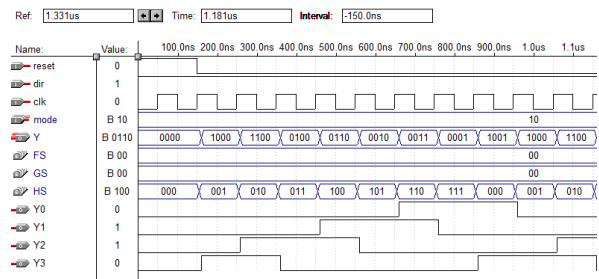 Ref: 1.331us Time: 1.181us Interval: -150.0ns
Name: Value: 100.0ns 200.0ns 300.0ns 400.0ns 500.0ns 600.0ns 700.0ns 800.0ns 900.0ns 1.0us 1.1us
reset 0
dir 1
clk 0
mode B 10 10
Y B 0110 0000 1000 1100 0100 0110 0010 0011 0001 1001 1000 1100
FS B 00 00
GS B 00 00
HS B 100 000 001 010 011 100 101 110 111 000 001 010
Y0 0
Y1 1
Y2 1
Y3 0